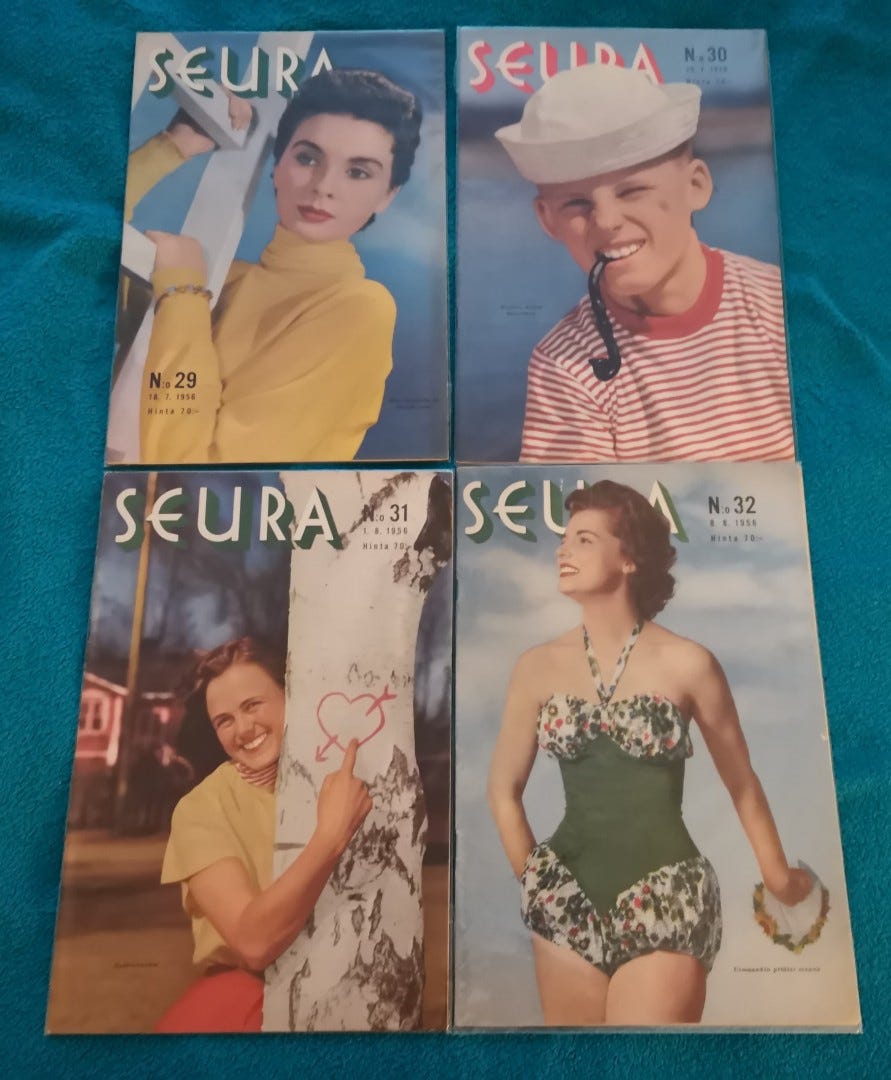 SEURA
N:o 29
18. 7. 1956
Hinta 70:–
SEURA
N:o 30
SEURA
N:o 31
1. 8. 1956
Hinta 70:–
SEURA
N:o 32
8. 8. 1956
Hinta 70:–